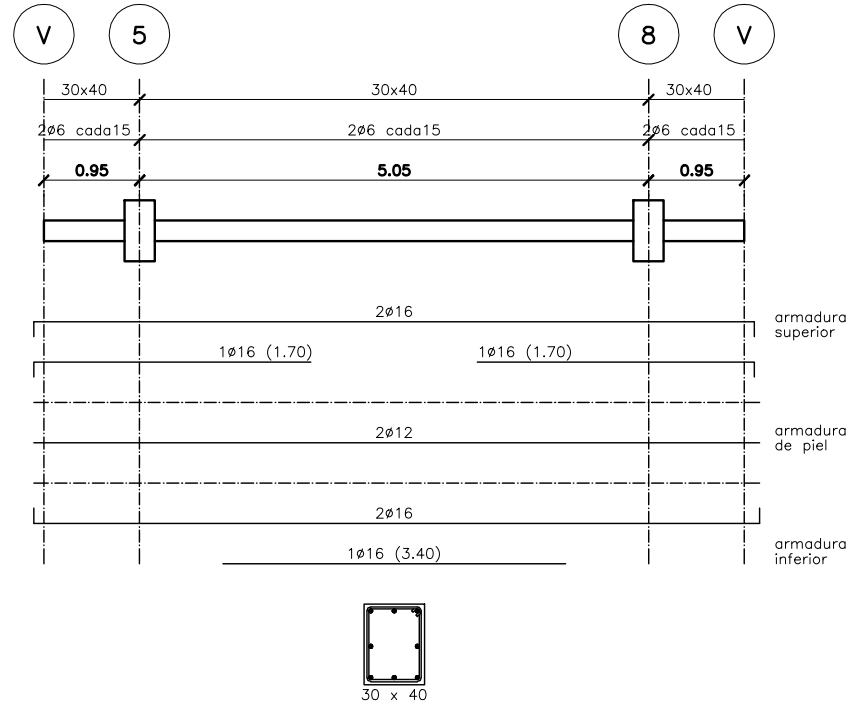 V 5 8 V
30x40 30x40 30x40
2ø6 cada15 2ø6 cada15 2ø6 cada15
0.95 5.05 0.95
2ø16
armadura
superior
1ø16 (1.70) 1ø16 (1.70)
2ø12
armadura
de piel
2ø16
armadura
inferior
1ø16 (3.40)
30 x 40